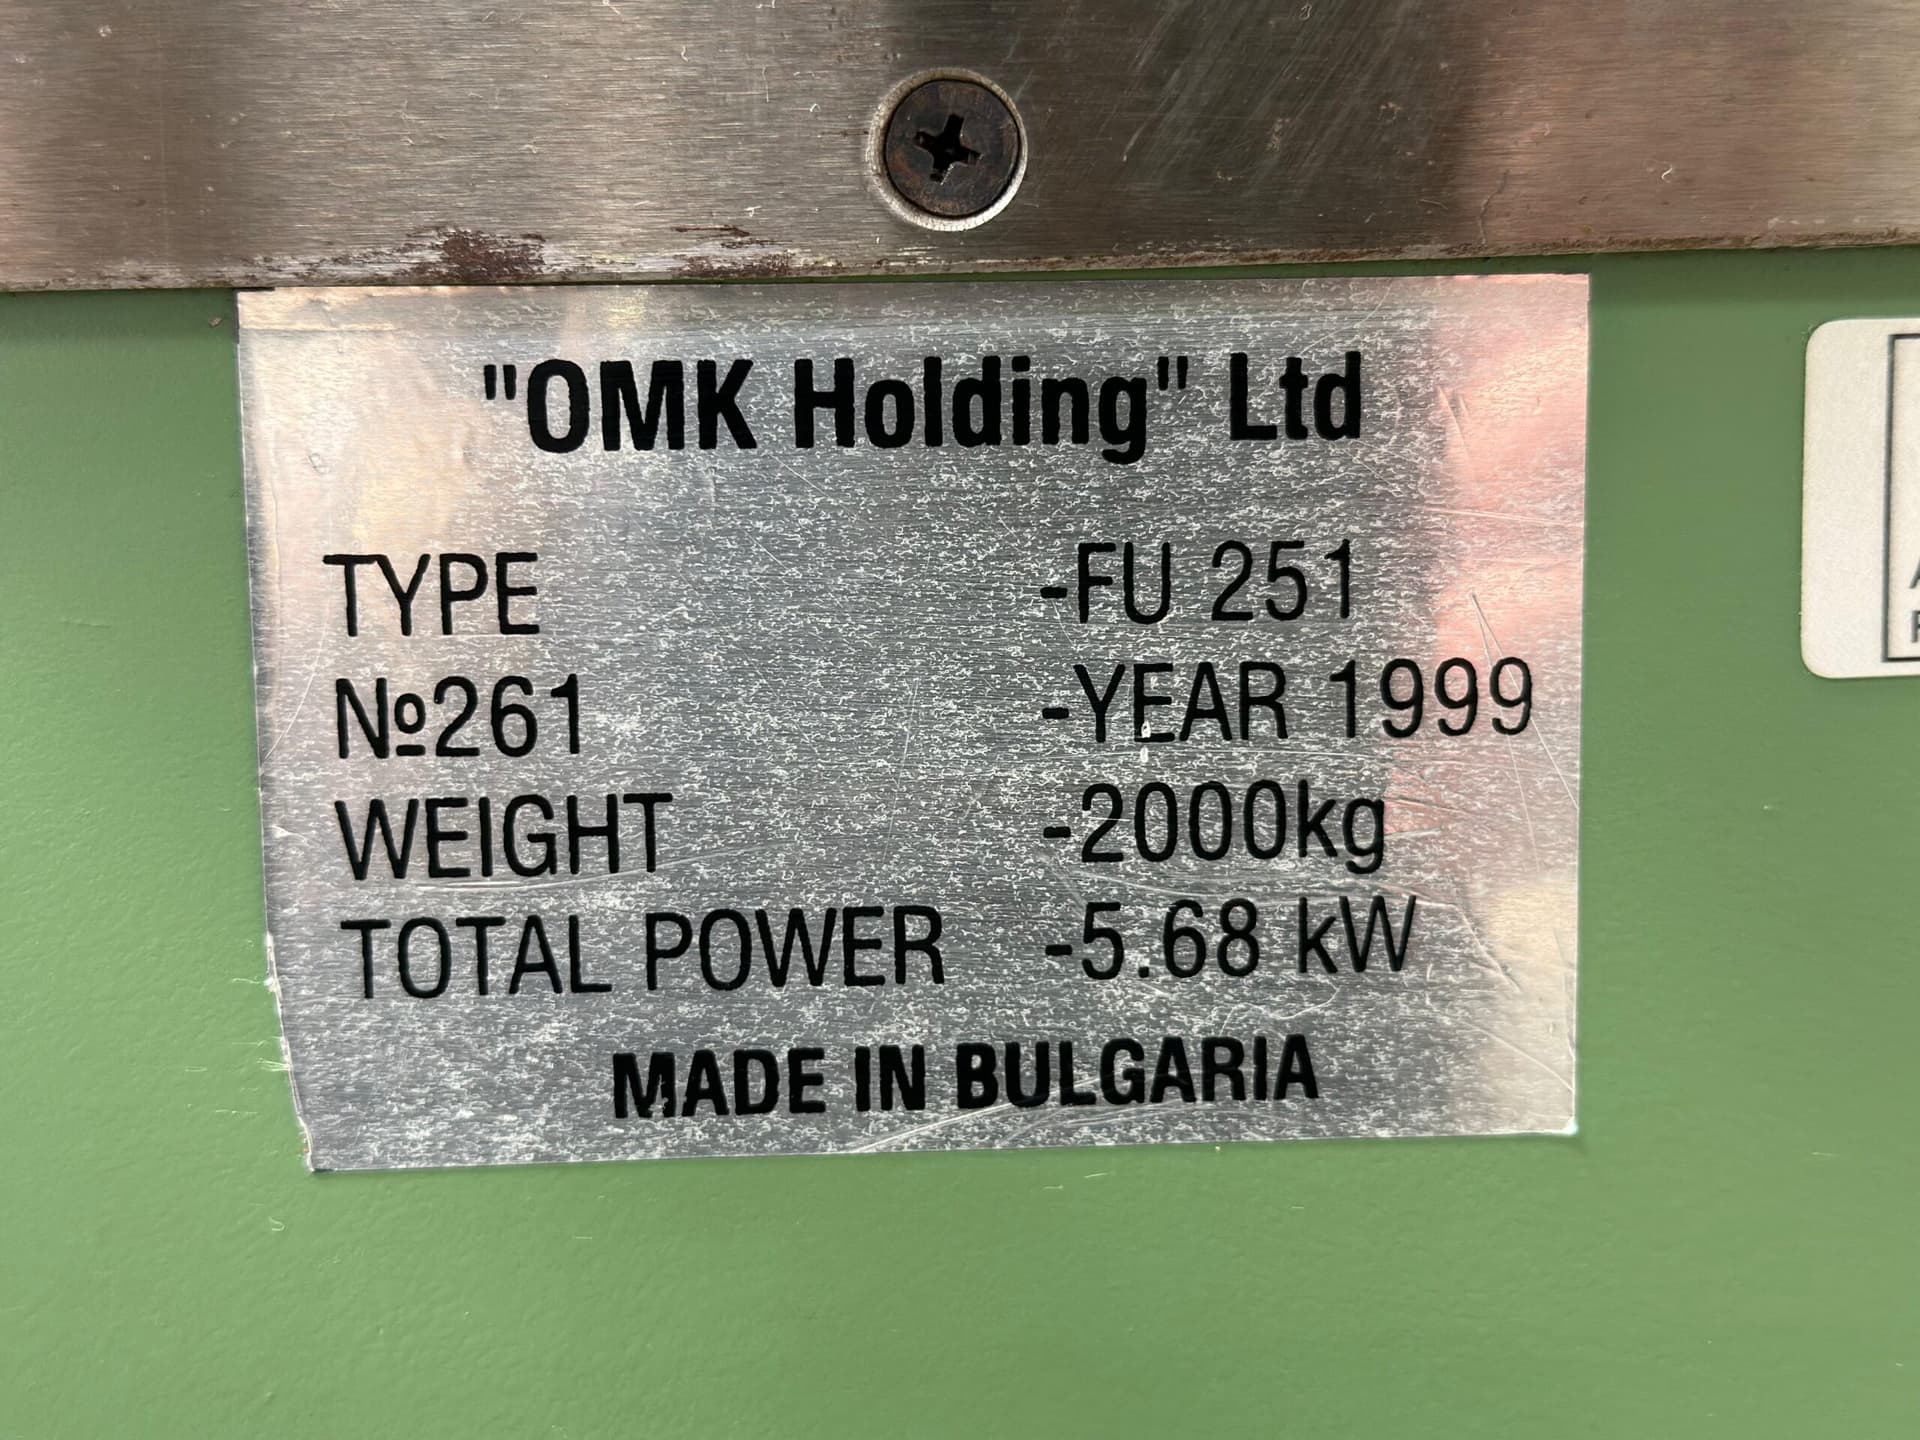 "OMK Holding" Ltd
TYPE -FU 251
№261 -YEAR 1999
WEIGHT -2000kg
TOTAL POWER -5.68 kW
MADE IN BULGARIA